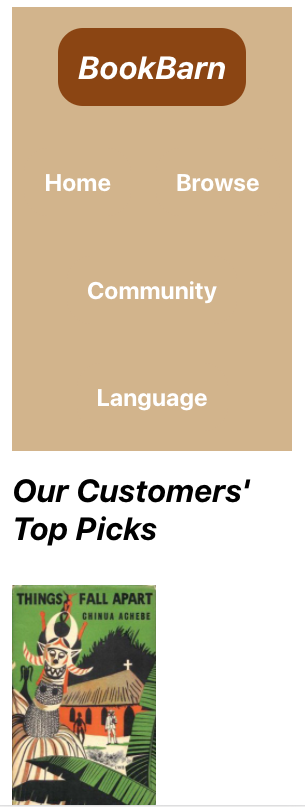 BookBarn
Home Browse
Community
Language
Our Customers'
Top Picks
THINGS FALL APART
CHINUA ACHEBE